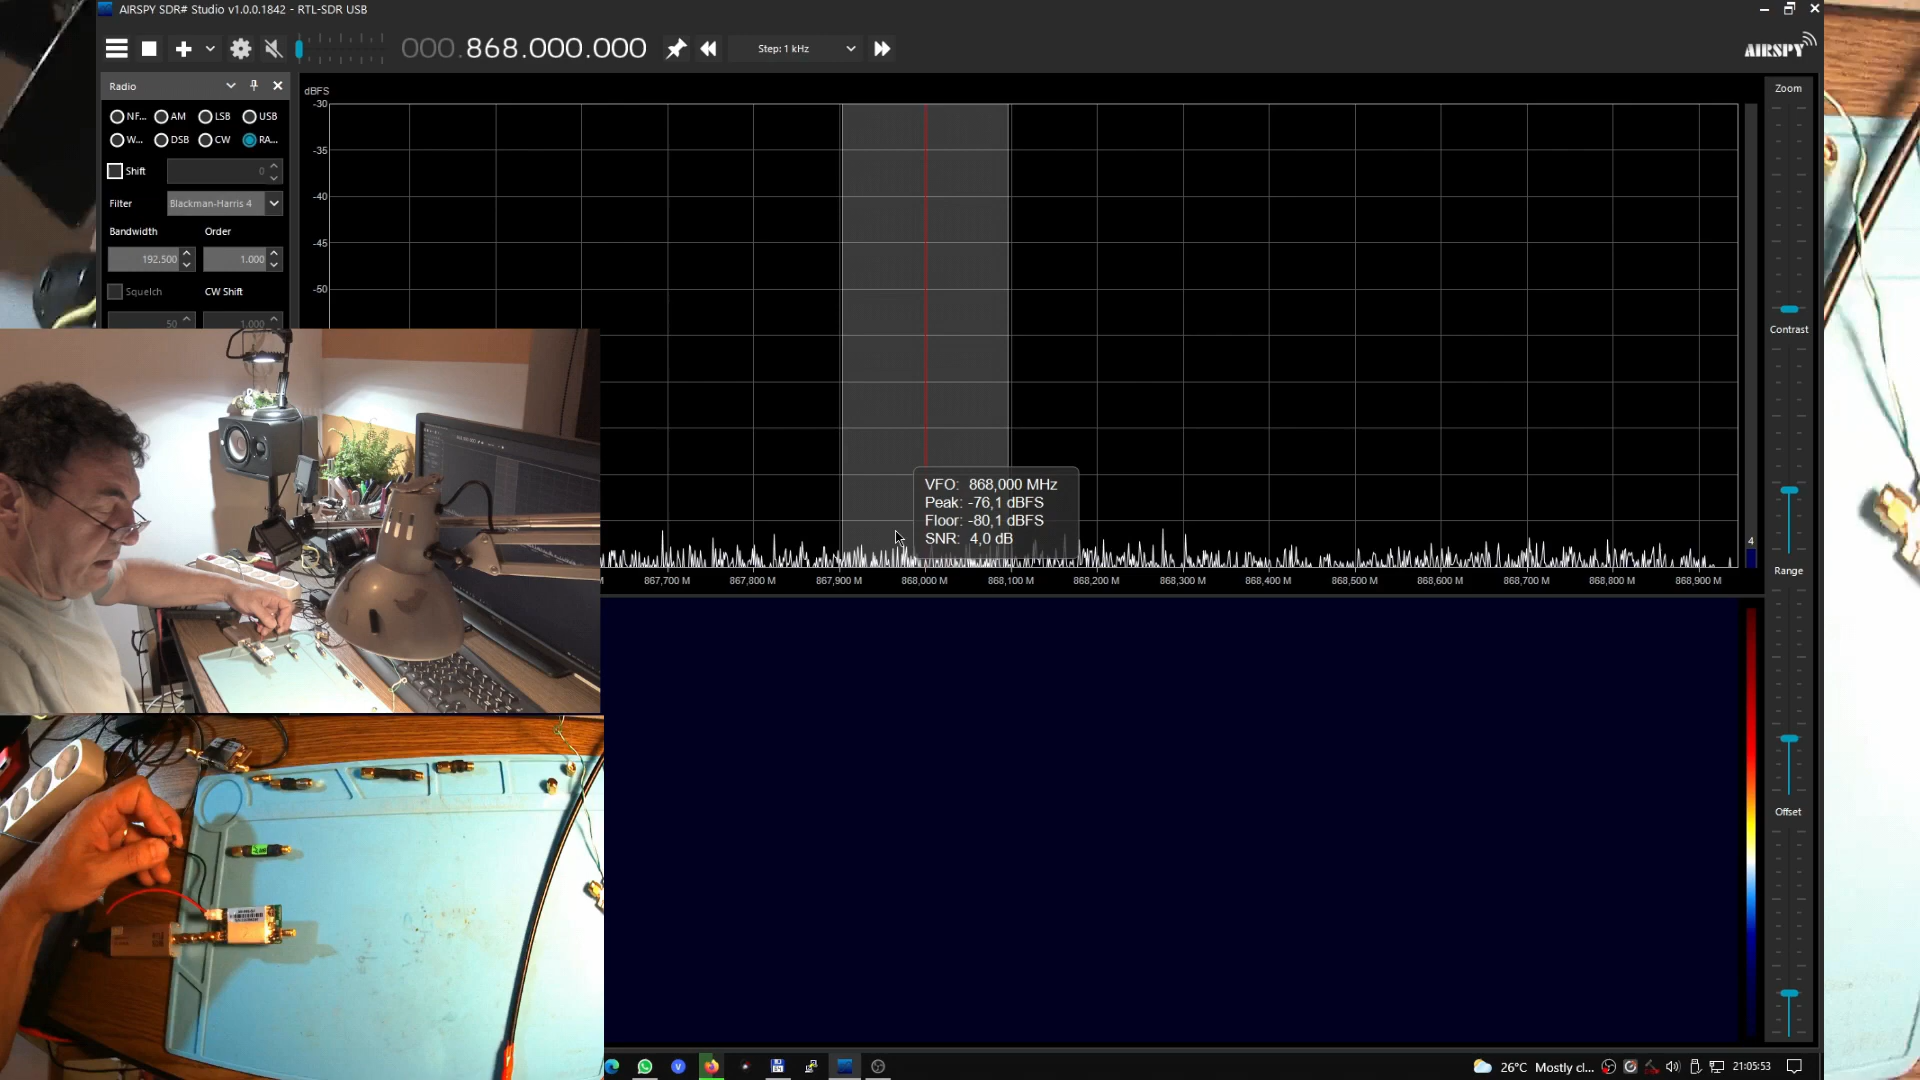 AIRSPY SDR# Studio v1.0.0.1842 - RTL-SDR USB
000.868.000.000
Step: 1 kHz
AIRSPY
Radio
NF... AM LSB USB
W... DSB CW RA...
Shift 0
Filter Blackman-Harris 4
Bandwidth Order
192.500 1.000
Squelch CW Shift
50 1.000
dBFS
-30
-35
-40
-45
-50
VFO: 868,000 MHz
Peak: -76,1 dBFS
Floor: -80,1 dBFS
SNR: 4,0 dB
M 867,700 M 867,800 M 867,900 M 868,000 M 868,100 M 868,200 M 868,300 M 868,400 M 868,500 M 868,600 M 868,700 M 868,800 M 868,900 M
4
Zoom
Contrast
Range
Offset
26°C Mostly cl... 21:05:53